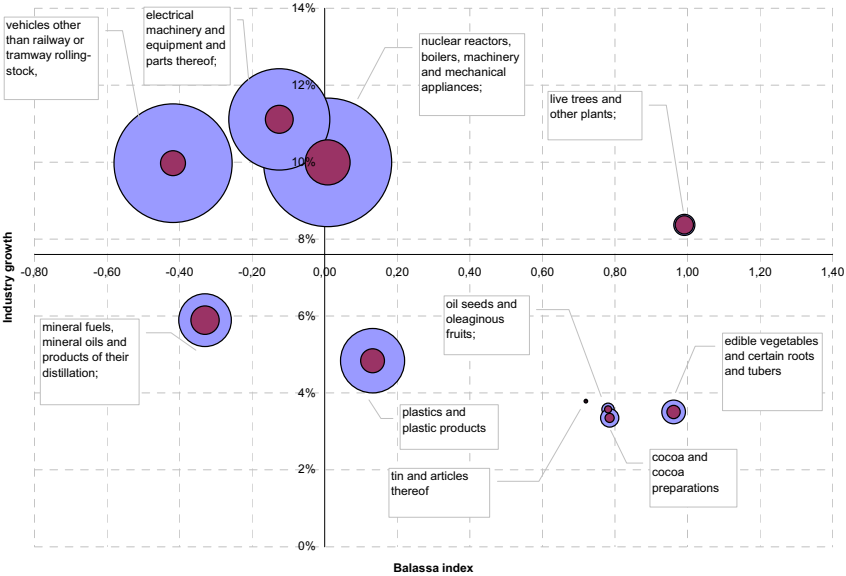 14%
vehicles other
than railway or
tramway rolling-
stock,
electrical
machinery and
equipment and
parts thereof;
nuclear reactors,
boilers, machinery
and mechanical
appliances;
live trees and
other plants;
12%
10%
8%
-0,80
-0,60
-0,40
-0,20
0,00
0,20
0,40
0,60
0,80
1,00
1,20
1,40
Industry growth
6%
mineral fuels,
mineral oils and
products of their
distillation;
oil seeds and
oleaginous
fruits;
edible vegetables
and certain roots
and tubers
4%
plastics and
plastic products
2%
tin and articles
thereof
cocoa and
cocoa
preparations
0%
Balassa index